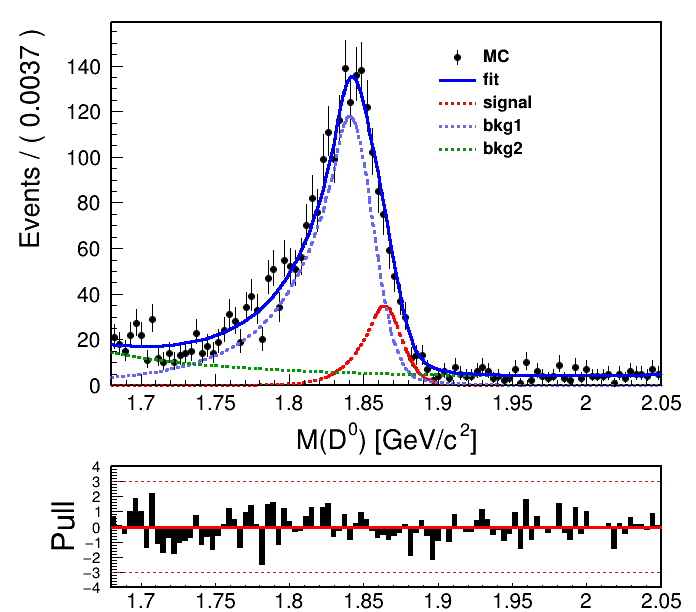 Events / ( 0.0037 )
140
120
100
80
60
40
20
0
MC
fit
signal
bkg1
bkg2
1.7 1.75 1.8 1.85 1.9 1.95 2 2.05
M(D⁰) [GeV/c²]
Pull
4
3
2
1
0
−1
−2
−3
−4
1.7 1.75 1.8 1.85 1.9 1.95 2 2.05